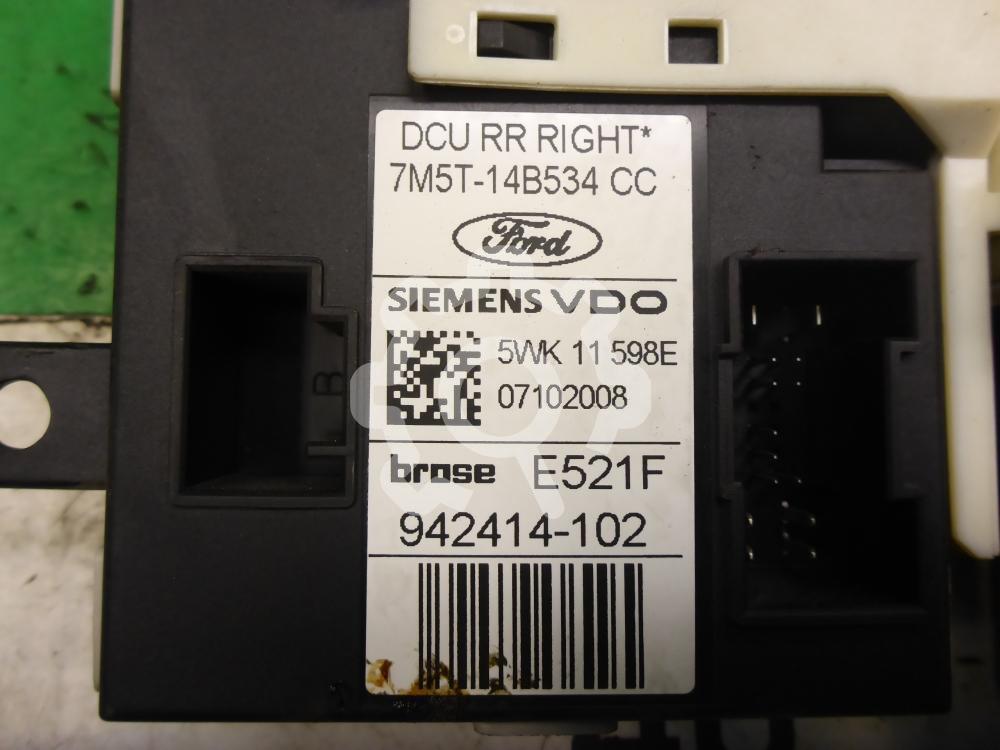 DCU RR RIGHT*
7M5T-14B534 CC
Ford
SIEMENS VDO
5WK 11 598E
07102008
brose E521F
942414-102
B